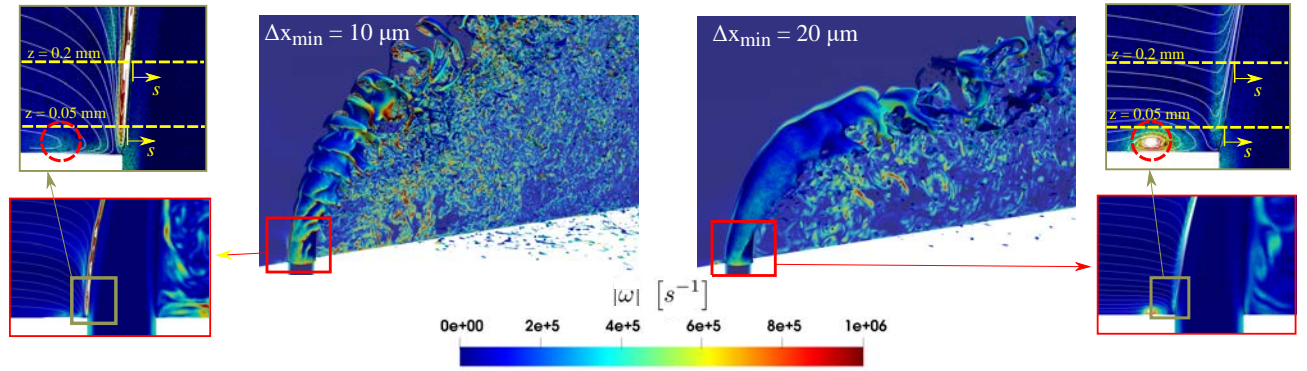 z = 0.2 mm
s
z = 0.05 mm
s
Δx_min = 10 μm
Δx_min = 20 μm
z = 0.2 mm
s
z = 0.05 mm
s
|ω| [s⁻¹]
0e+00 2e+5 4e+5 6e+5 8e+5 1e+06